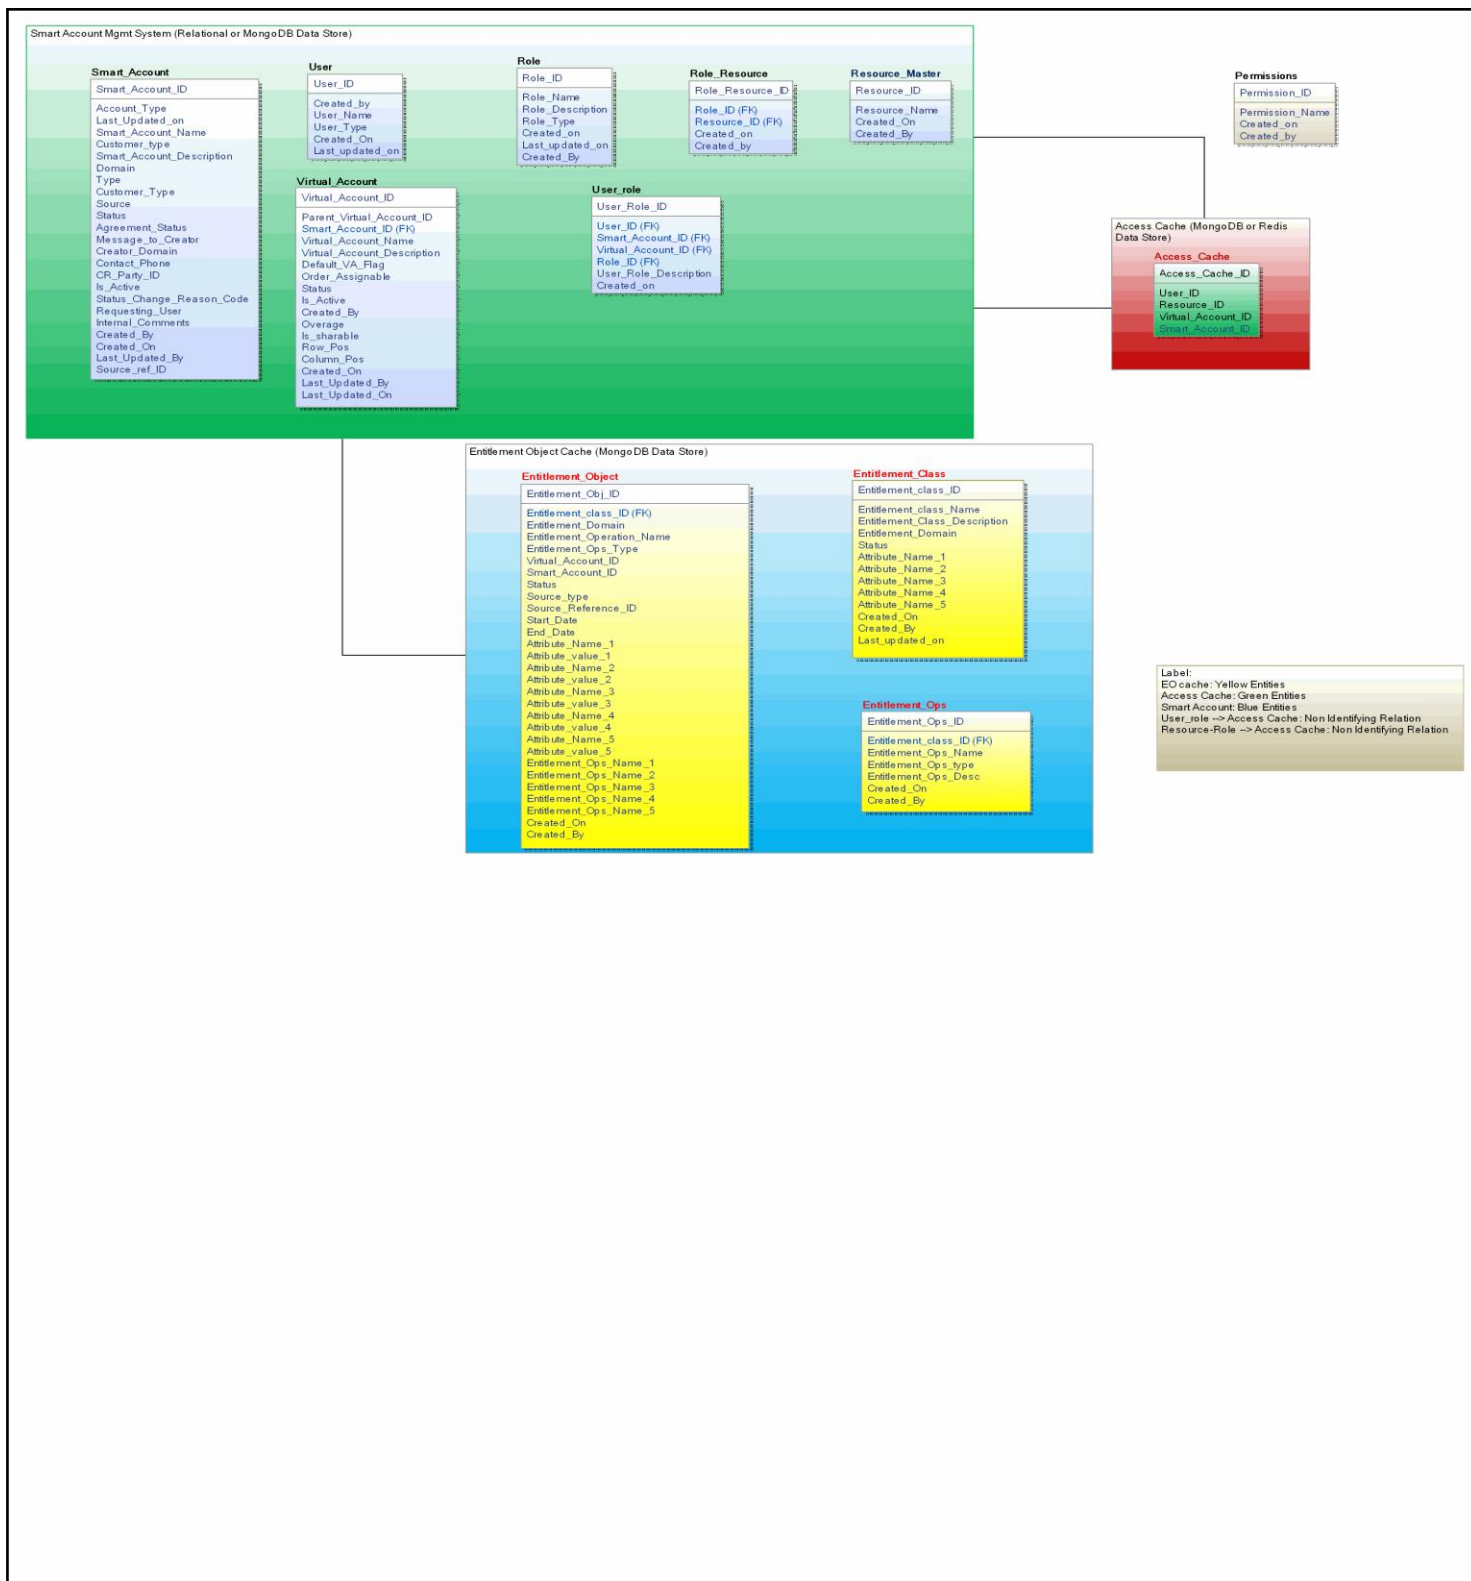 Smart Account Mgmt System (Relational or MongoDB Data Store)
Smart_Account
Smart_Account_ID
Account_Type
Last_Updated_on
Smart_Account_Name
Customer_type
Smart_Account_Description
Domain
Type
Customer_Type
Source
Status
Agreement_Status
Message_to_Creator
Creator_Domain
Contact_Phone
CR_Party_ID
Is_Active
Status_Change_Reason_Code
Requesting_User
Internal_Comments
Created_By
Created_On
Last_Updated_By
Source_ref_ID
User
User_ID
Created_by
User_Name
User_Type
Created_On
Last_updated_on
Role
Role_ID
Role_Name
Role_Description
Role_Type
Created_on
Last_updated_on
Created_By
Role_Resource
Role_Resource_ID
Role_ID (FK)
Resource_ID (FK)
Created_on
Created_by
Resource_Master
Resource_ID
Resource_Name
Created_On
Created_By
Permissions
Permission_ID
Permission_Name
Created_on
Created_by
Virtual_Account
Virtual_Account_ID
Parent_Virtual_Account_ID
Smart_Account_ID (FK)
Virtual_Account_Name
Virtual_Account_Description
Default_VA_Flag
Order_Assignable
Status
Is_Active
Created_By
Overage
Is_sharable
Row_Pos
Column_Pos
Created_On
Last_Updated_By
Last_Updated_On
User_role
User_Role_ID
User_ID (FK)
Smart_Account_ID (FK)
Virtual_Account_ID (FK)
Role_ID (FK)
User_Role_Description
Created_on
Access Cache (MongoDB or Redis
Data Store)
Access_Cache
Access_Cache_ID
User_ID
Resource_ID
Virtual_Account_ID
Smart_Account_ID
Entitlement Object Cache (MongoDB Data Store)
Entitlement_Object
Entitlement_Obj_ID
Entitlement_class_ID (FK)
Entitlement_Domain
Entitlement_Operation_Name
Entitlement_Ops_Type
Virtual_Account_ID
Smart_Account_ID
Status
Source_type
Source_Reference_ID
Start_Date
End_Date
Attribute_Name_1
Attribute_value_1
Attribute_Name_2
Attribute_value_2
Attribute_Name_3
Attribute_value_3
Attribute_Name_4
Attribute_value_4
Attribute_Name_5
Attribute_value_5
Entitlement_Ops_Name_1
Entitlement_Ops_Name_2
Entitlement_Ops_Name_3
Entitlement_Ops_Name_4
Entitlement_Ops_Name_5
Created_On
Created_By
Entitlement_Class
Entitlement_class_ID
Entitlement_class_Name
Entitlement_Class_Description
Entitlement_Domain
Status
Attribute_Name_1
Attribute_Name_2
Attribute_Name_3
Attribute_Name_4
Attribute_Name_5
Created_On
Created_By
Last_updated_on
Entitlement_Ops
Entitlement_Ops_ID
Entitlement_class_ID (FK)
Entitlement_Ops_Name
Entitlement_Ops_type
Entitlement_Ops_Desc
Created_On
Created_By
Label:
EO cache: Yellow Entities
Access Cache: Green Entities
Smart Account: Blue Entities
User_role --> Access Cache: Non Identifying Relation
Resource-Role --> Access Cache: Non Identifying Relation